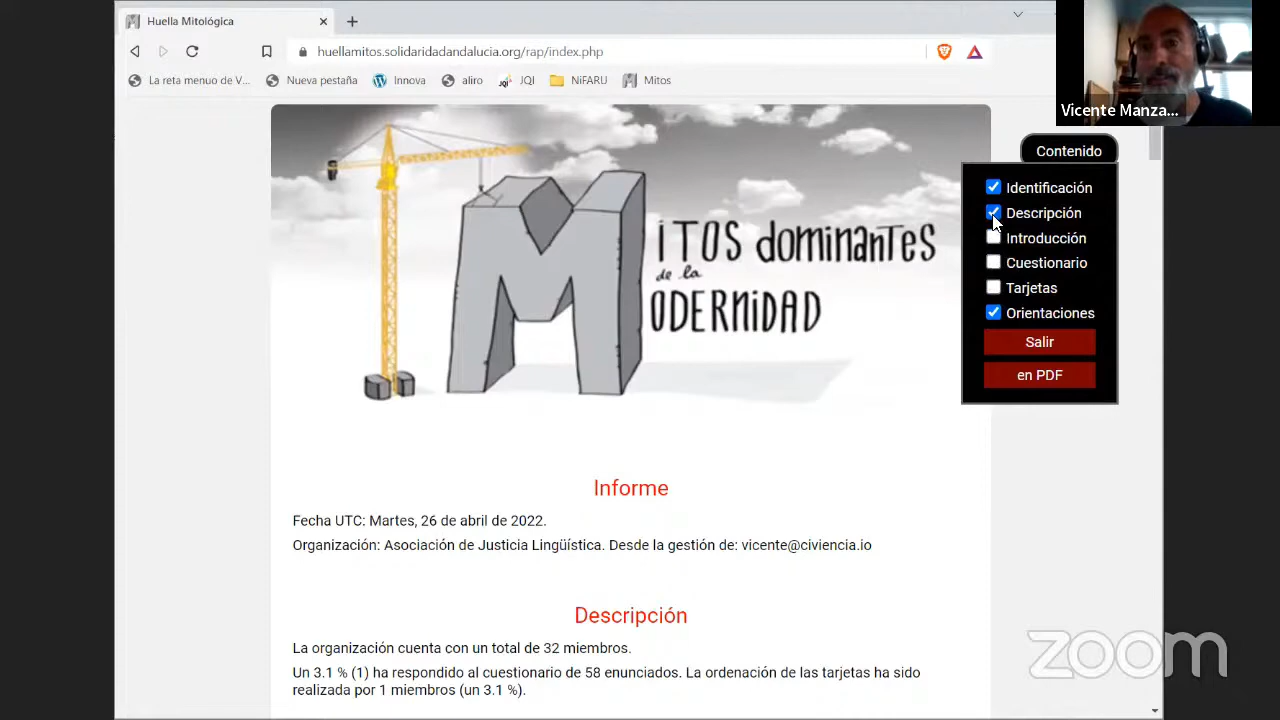 Huella Mitológica
huellamitos.solidaridadandalucia.org/rap/index.php
La reta menuo de V... Nueva pestaña Innova aliro JQI NiFARU Mitos
Vicente Manza...
MITOS dominanTES
de la
MODERNIDAD
Contenido
Identificación
Descripción
Introducción
Cuestionario
Tarjetas
Orientaciones
Salir
en PDF
Informe
Fecha UTC: Martes, 26 de abril de 2022.
Organización: Asociación de Justicia Lingüística. Desde la gestión de: vicente@civiencia.io
Descripción
La organización cuenta con un total de 32 miembros.
Un 3.1 % (1) ha respondido al cuestionario de 58 enunciados. La ordenación de las tarjetas ha sido
realizada por 1 miembros (un 3.1 %).
zoom